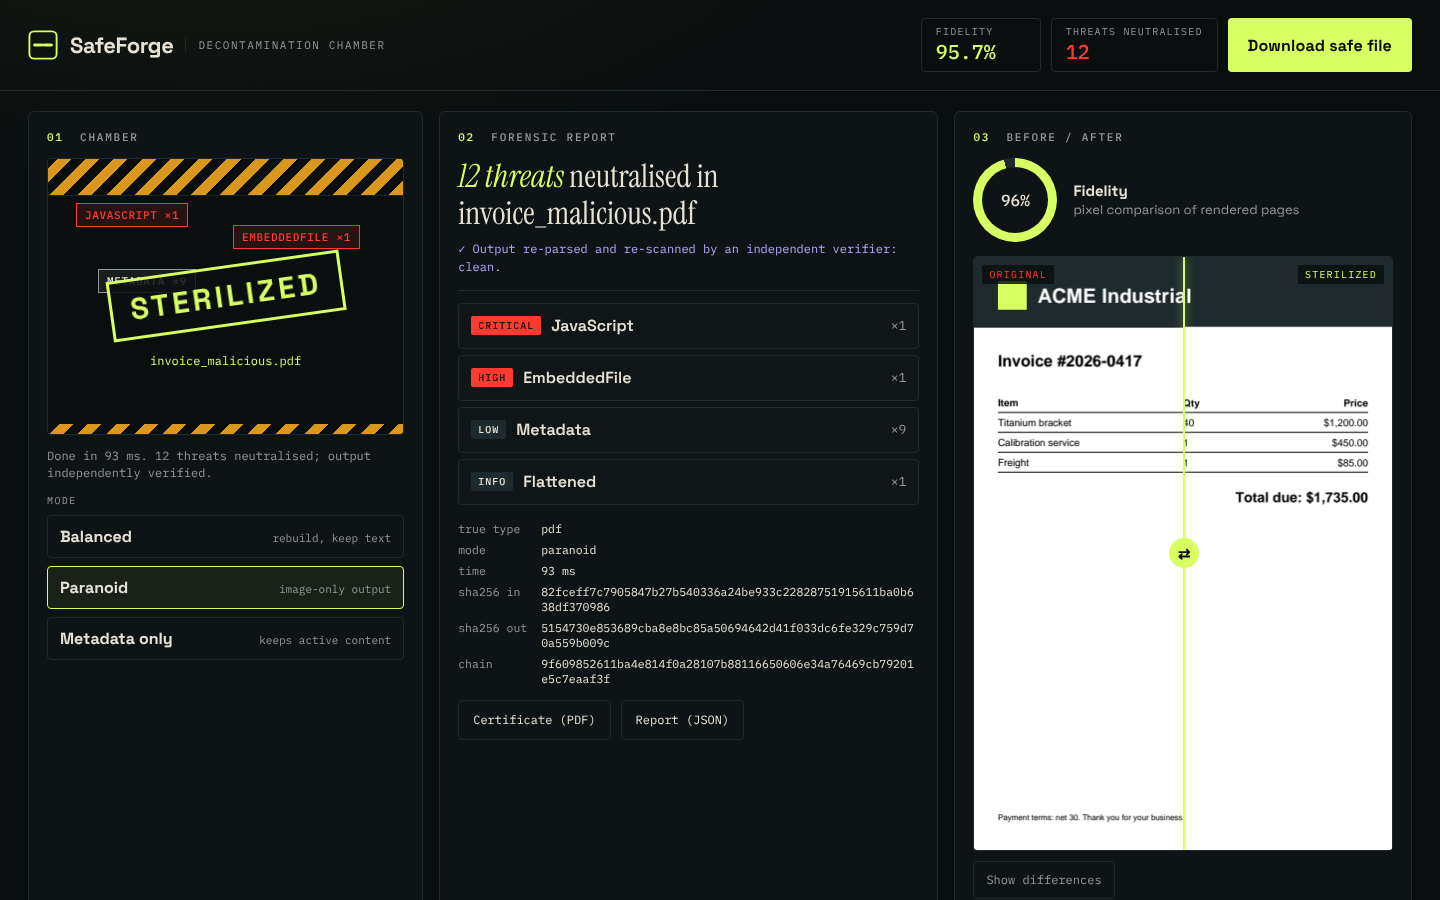 SafeForge
DECONTAMINATION CHAMBER
FIDELITY
95.7%
THREATS NEUTRALISED
12
Download safe file
01 CHAMBER
JAVASCRIPT ×1
EMBEDDEDFILE ×1
METADATA ×9
STERILIZED
invoice_malicious.pdf
Done in 93 ms. 12 threats neutralised; output
independently verified.
MODE
Balanced rebuild, keep text
Paranoid image-only output
Metadata only keeps active content
02 FORENSIC REPORT
12 threats neutralised in
invoice_malicious.pdf
✓ Output re-parsed and re-scanned by an independent verifier:
clean.
CRITICAL JavaScript ×1
HIGH EmbeddedFile ×1
LOW Metadata ×9
INFO Flattened ×1
true type pdf
mode paranoid
time 93 ms
sha256 in 82fceff7c7905847b27b540336a24be933c22828751915611ba0b6
38df370986
sha256 out 5154730e853689cba8e8bc85a50694642d41f033dc6fe329c759d7
0a559b009c
chain 9f609852611ba4e814f0a28107b88116650606e34a76469cb79201
e5c7eaaf3f
Certificate (PDF) Report (JSON)
03 BEFORE / AFTER
96%
Fidelity
pixel comparison of rendered pages
ORIGINAL STERILIZED
ACME Industrial
Invoice #2026-0417
Item Qty Price
Titanium bracket 40 $1,200.00
Calibration service 1 $450.00
Freight 1 $85.00
Total due: $1,735.00
⇄
Payment terms: net 30. Thank you for your business
Show differences